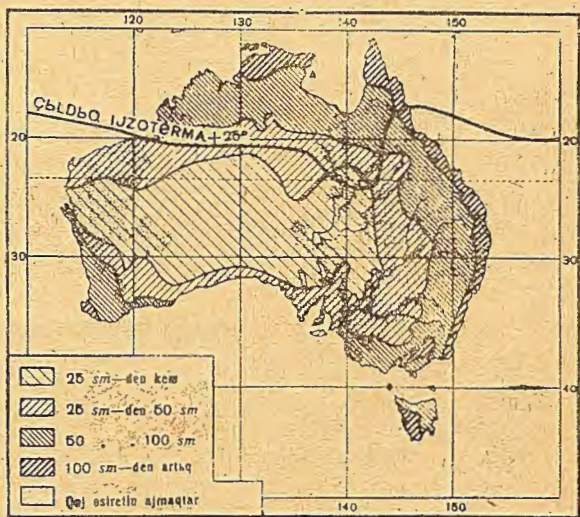 120 130 140 150
ÇЬLDЬQ IJZOTERMA +25°
20 20
30 30
40
25 sm—den kem
25 sm—den 50 sm
50 „ „ 100 sm
100 sm—den artьq
Qoj ɵsiretin ajmaqtar
140 150